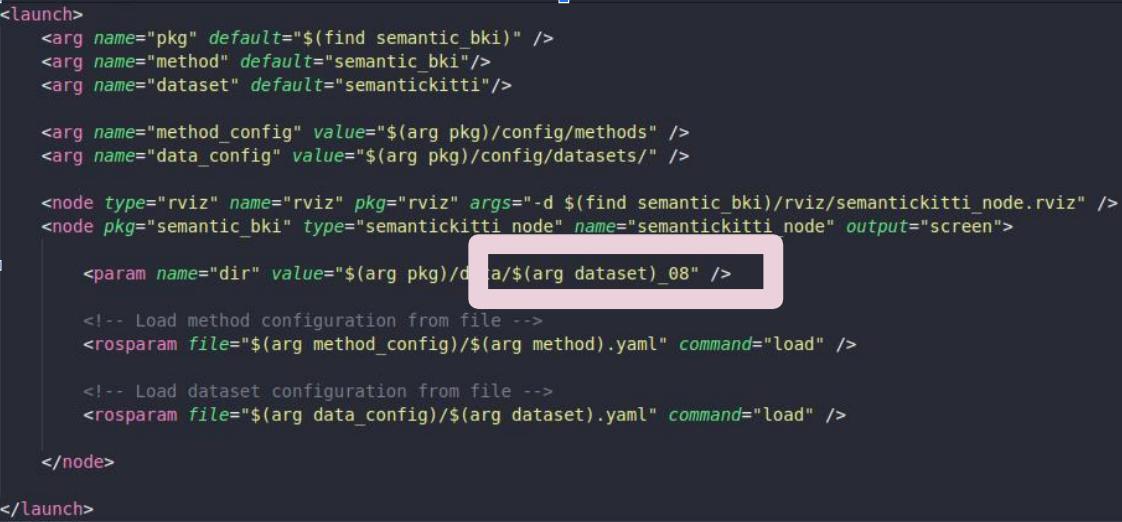 <launch>
<arg name="pkg" default="$(find semantic_bki)" />
<arg name="method" default="semantic_bki"/>
<arg name="dataset" default="semantickitti"/>
<arg name="method_config" value="$(arg pkg)/config/methods" />
<arg name="data_config" value="$(arg pkg)/config/datasets/" />
<node type="rviz" name="rviz" pkg="rviz" args="-d $(find semantic_bki)/rviz/semantickitti_node.rviz" />
<node pkg="semantic_bki" type="semantickitti_node" name="semantickitti_node" output="screen">
<param name="dir" value="$(arg pkg)/data/$(arg dataset)_08" />
<!-- Load method configuration from file -->
<rosparam file="$(arg method_config)/$(arg method).yaml" command="load" />
<!-- Load dataset configuration from file -->
<rosparam file="$(arg data_config)/$(arg dataset).yaml" command="load" />
</node>
</launch>